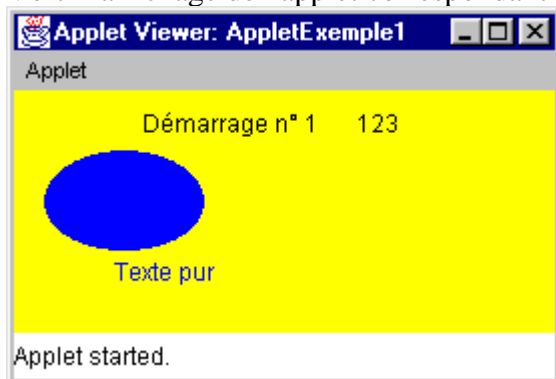 Applet Viewer: AppletExemple1
Applet
Démarrage n° 1 123
Texte pur
Applet started.